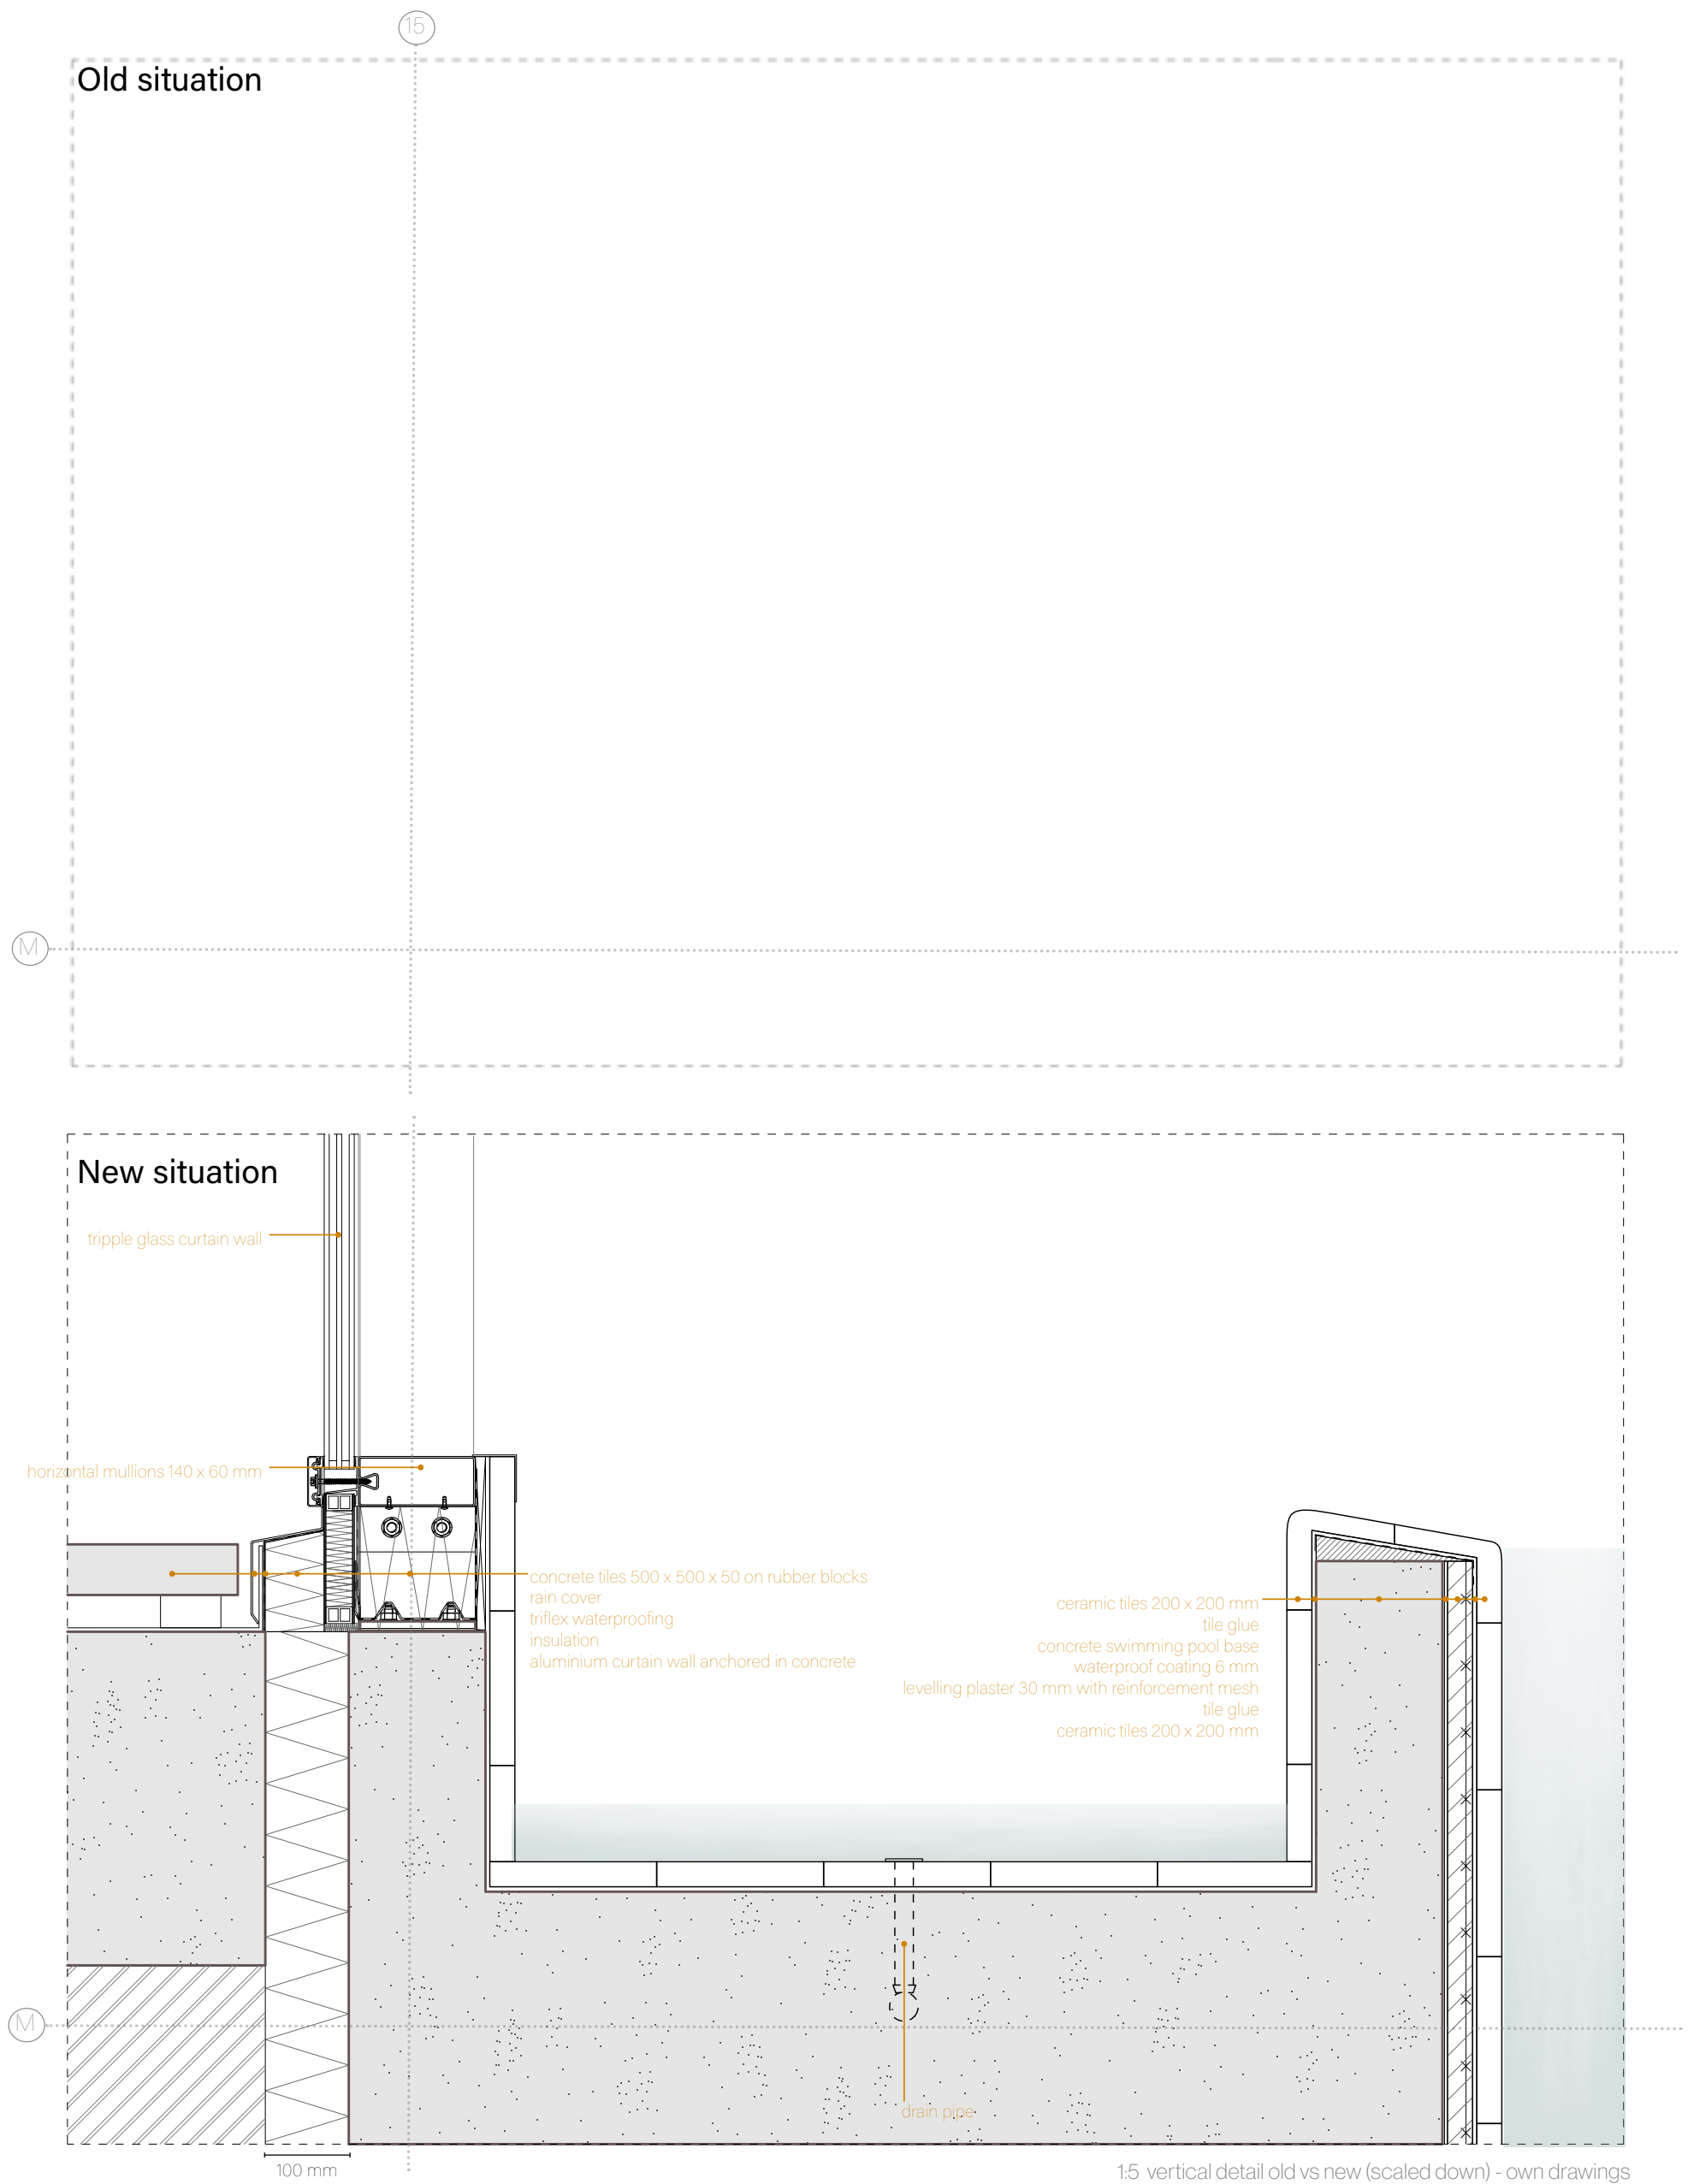 15
Old situation
M
New situation
tripple glass curtain wall
horizontal mullions 140 x 60 mm
concrete tiles 500 x 500 x 50 on rubber blocks
rain cover
triflex waterproofing
insulation
aluminium curtain wall anchored in concrete
ceramic tiles 200 x 200 mm
tile glue
concrete swimming pool base
waterproof coating 6 mm
levelling plaster 30 mm with reinforcement mesh
tile glue
ceramic tiles 200 x 200 mm
M
drain pipe
100 mm
1:5 vertical detail old vs new (scaled down) - own drawings